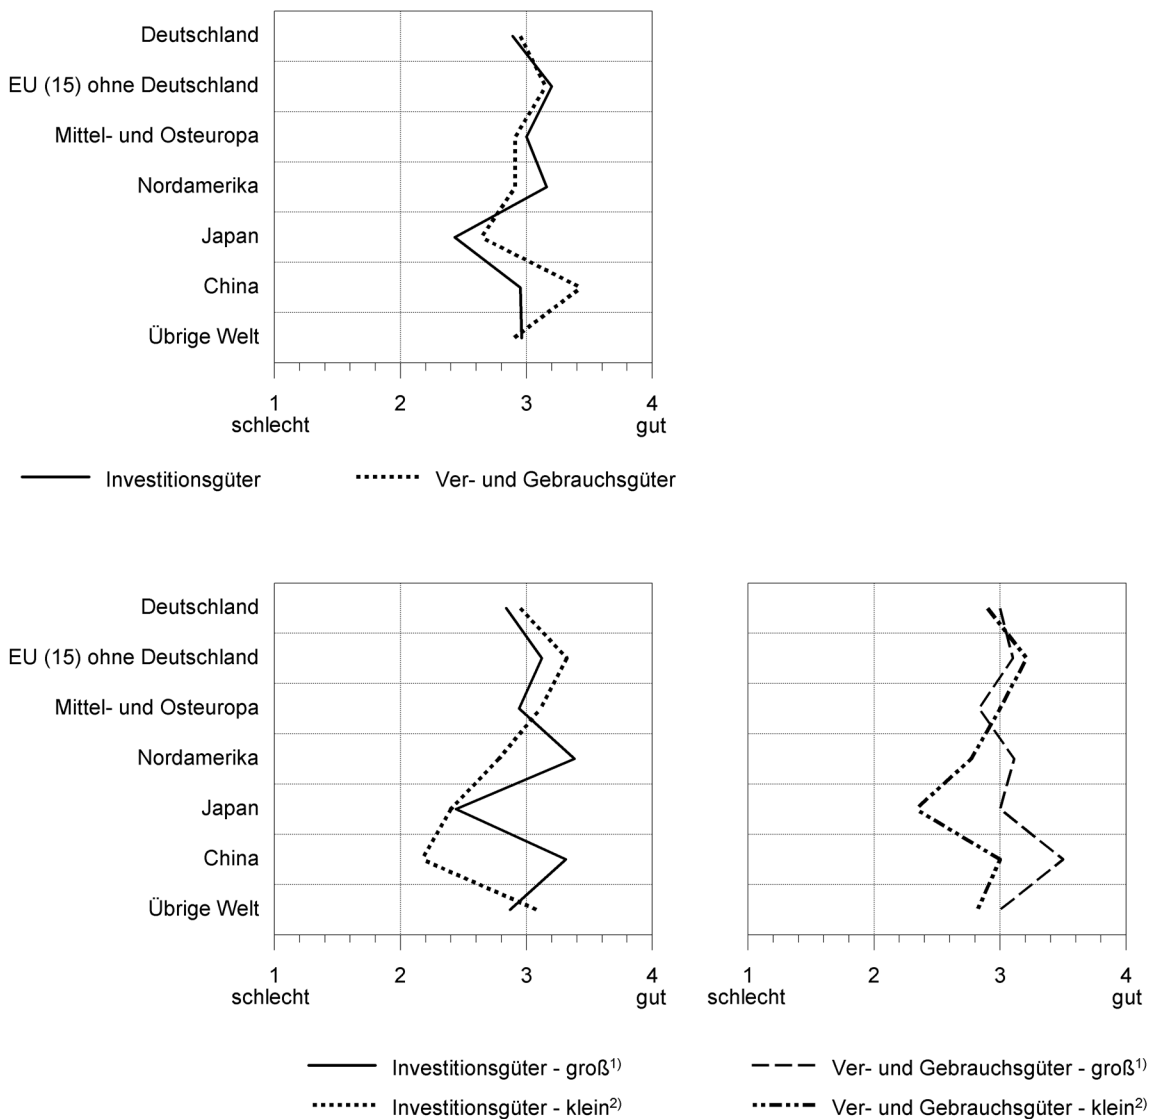 Deutschland
EU (15) ohne Deutschland
Mittel- und Osteuropa
Nordamerika
Japan
China
Übrige Welt
1 2 3 4
schlecht gut
Investitionsgüter Ver- und Gebrauchsgüter
Deutschland
EU (15) ohne Deutschland
Mittel- und Osteuropa
Nordamerika
Japan
China
Übrige Welt
1 2 3 4
schlecht gut
1 2 3 4
schlecht gut
Investitionsgüter - groß¹⁾
Investitionsgüter - klein²⁾
Ver- und Gebrauchsgüter - groß¹⁾
Ver- und Gebrauchsgüter - klein²⁾